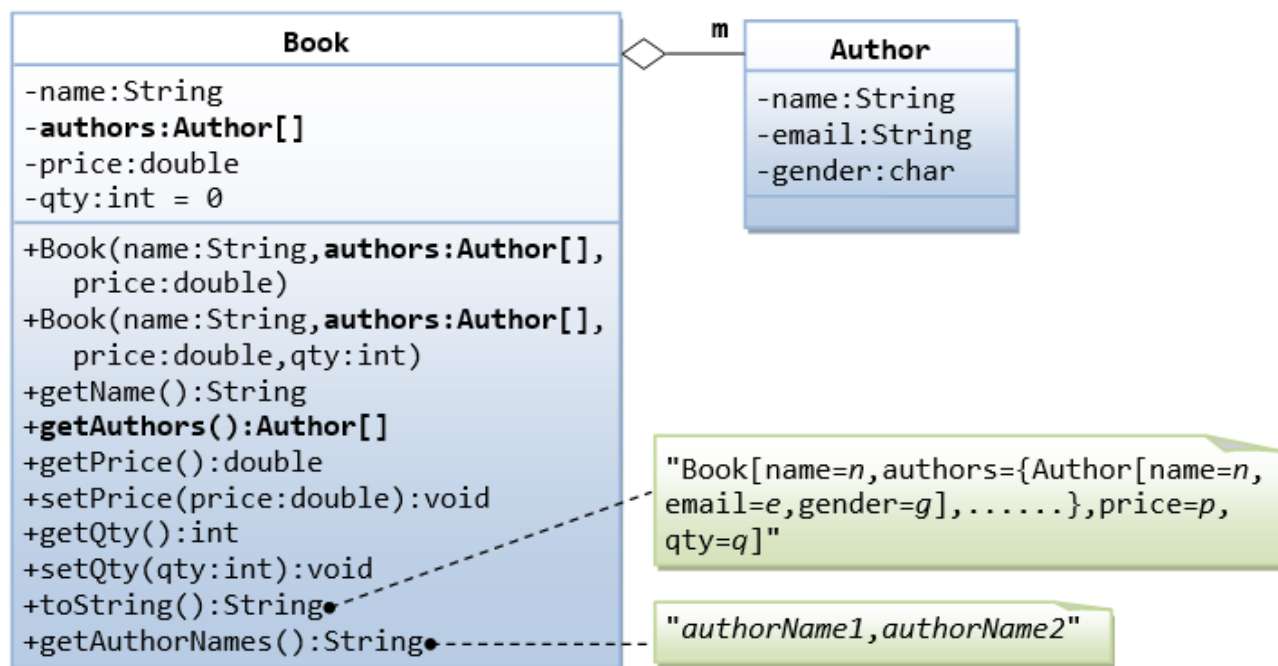 Book
-name:String
-authors:Author[]
-price:double
-qty:int = 0
+Book(name:String,authors:Author[],
price:double)
+Book(name:String,authors:Author[],
price:double,qty:int)
+getName():String
+getAuthors():Author[]
+getPrice():double
+setPrice(price:double):void
+getQty():int
+setQty(qty:int):void
+toString():String
+getAuthorNames():String
m
Author
-name:String
-email:String
-gender:char
"Book[name=n,authors={Author[name=n,
email=e,gender=g],......},price=p,
qty=q]"
"authorName1,authorName2"